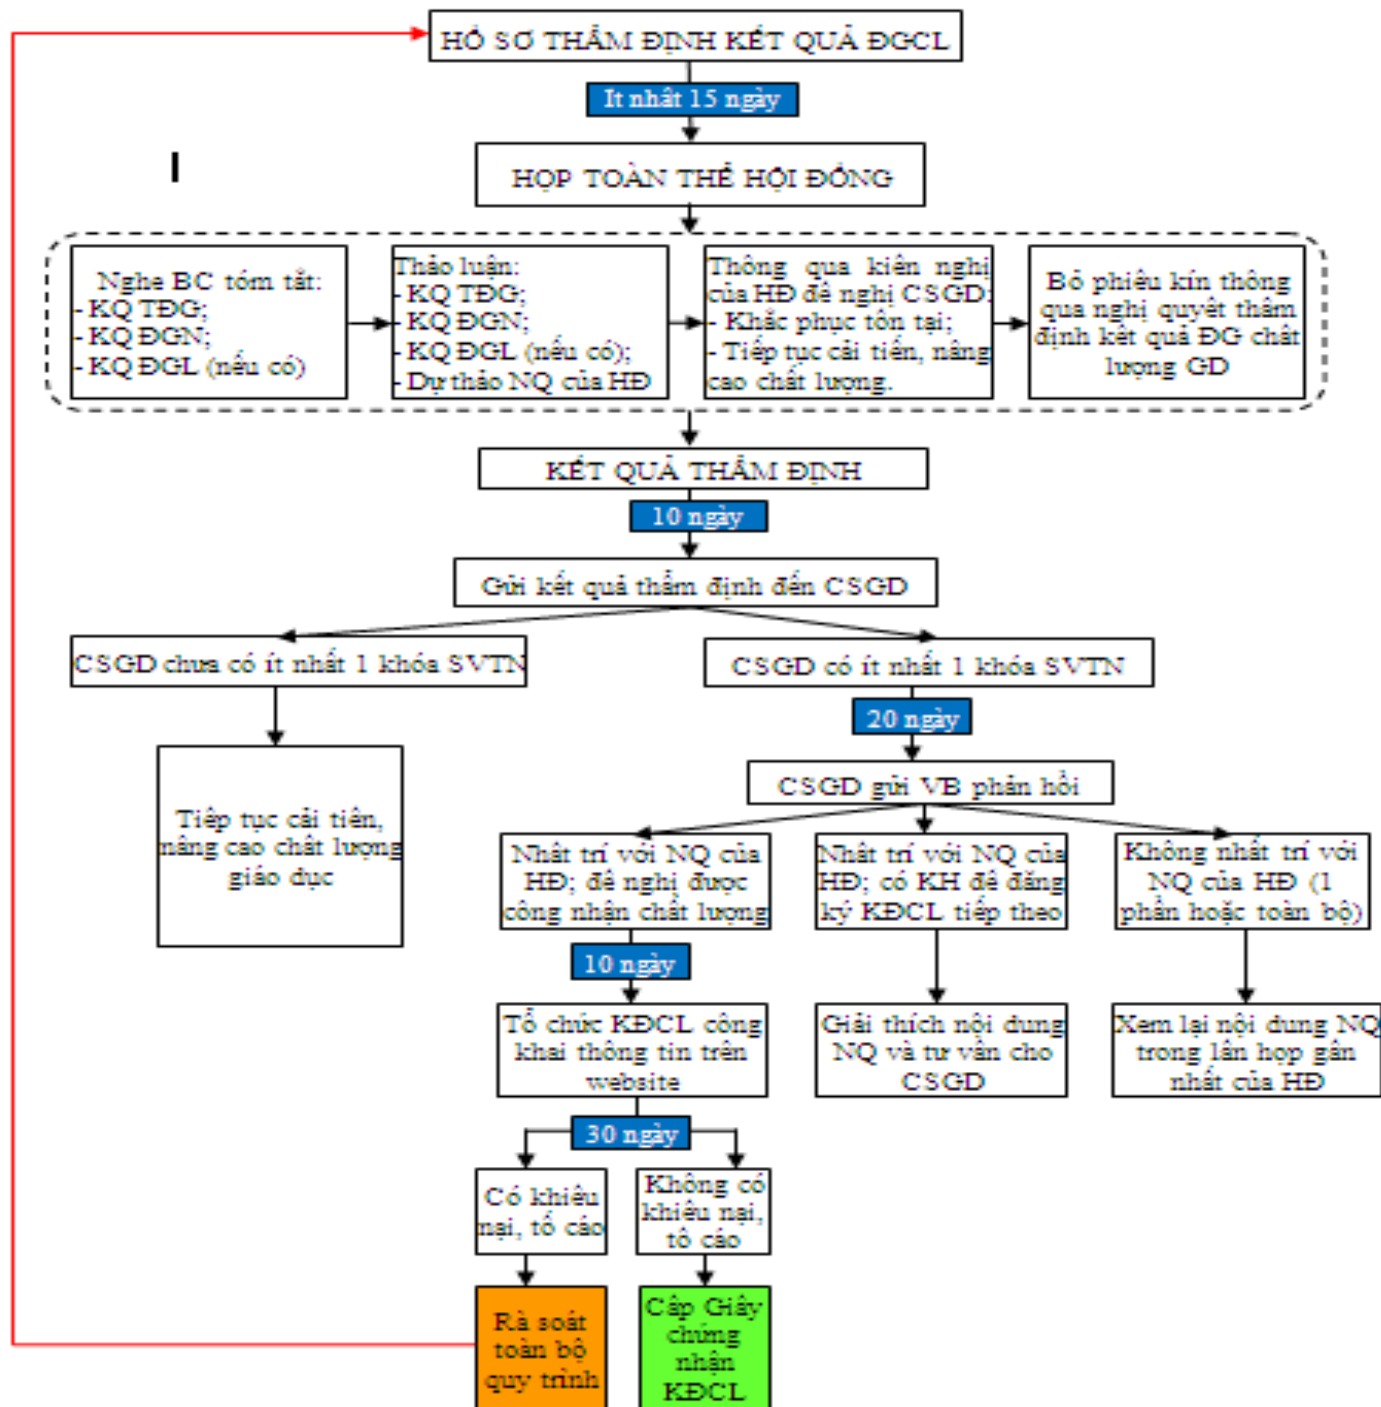 HỒ SƠ THẨM ĐỊNH KẾT QUẢ ĐGCL
Ít nhất 15 ngày
HỌP TOÀN THỂ HỘI ĐỒNG
Nghe BC tóm tắt:
- KQ TĐG;
- KQ ĐGN;
- KQ ĐGL (nếu có)
Thảo luận:
- KQ TĐG;
- KQ ĐGN;
- KQ ĐGL (nếu có);
- Dự thảo NQ của HĐ
Thông qua kiến nghị
của HĐ đề nghị CSGD:
- Khắc phục tồn tại;
- Tiếp tục cải tiến, nâng
cao chất lượng.
Bỏ phiếu kín thông
qua nghị quyết thẩm
định kết quả ĐG chất
lượng GD
KẾT QUẢ THẨM ĐỊNH
10 ngày
Gửi kết quả thẩm định đến CSGD
CSGD chưa có ít nhất 1 khóa SVTN
CSGD có ít nhất 1 khóa SVTN
20 ngày
Tiếp tục cải tiến,
nâng cao chất lượng
giáo dục
CSGD gửi VB phản hồi
Nhất trí với NQ của
HĐ; đề nghị được
công nhận chất lượng
Nhất trí với NQ của
HĐ; có KH để đăng
ký KĐCL tiếp theo
Không nhất trí với
NQ của HĐ (1
phần hoặc toàn bộ)
10 ngày
Tổ chức KĐCL công
khai thông tin trên
website
Giải thích nội dung
NQ và tư vấn cho
CSGD
Xem lại nội dung NQ
trong lần họp gần
nhất của HĐ
30 ngày
Có khiếu
nại, tố cáo
Không có
khiếu nại,
tố cáo
Rà soát
toàn bộ
quy trình
Cấp Giấy
chứng
nhận
KĐCL